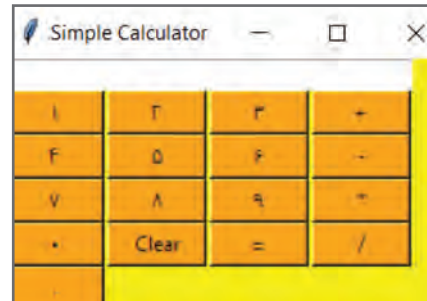 Simple Calculator
۱ ۲ ۳ +
۴ ۵ ۶ -
۷ ۸ ۹ *
۰ Clear = /
.